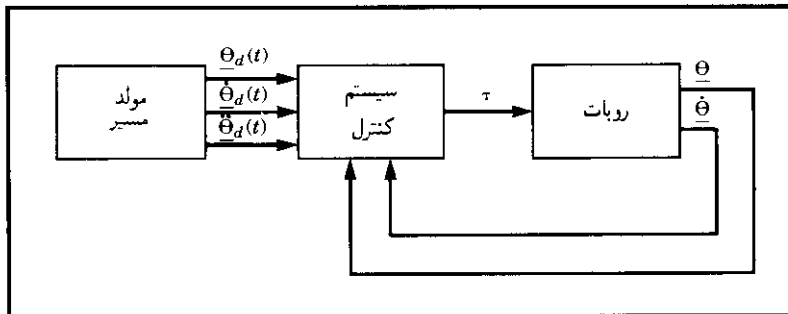 مولد
مسیر
Θ_d(t)
Θ̇_d(t)
Θ̈_d(t)
سیستم
کنترل
τ
روبات
Θ
Θ̇